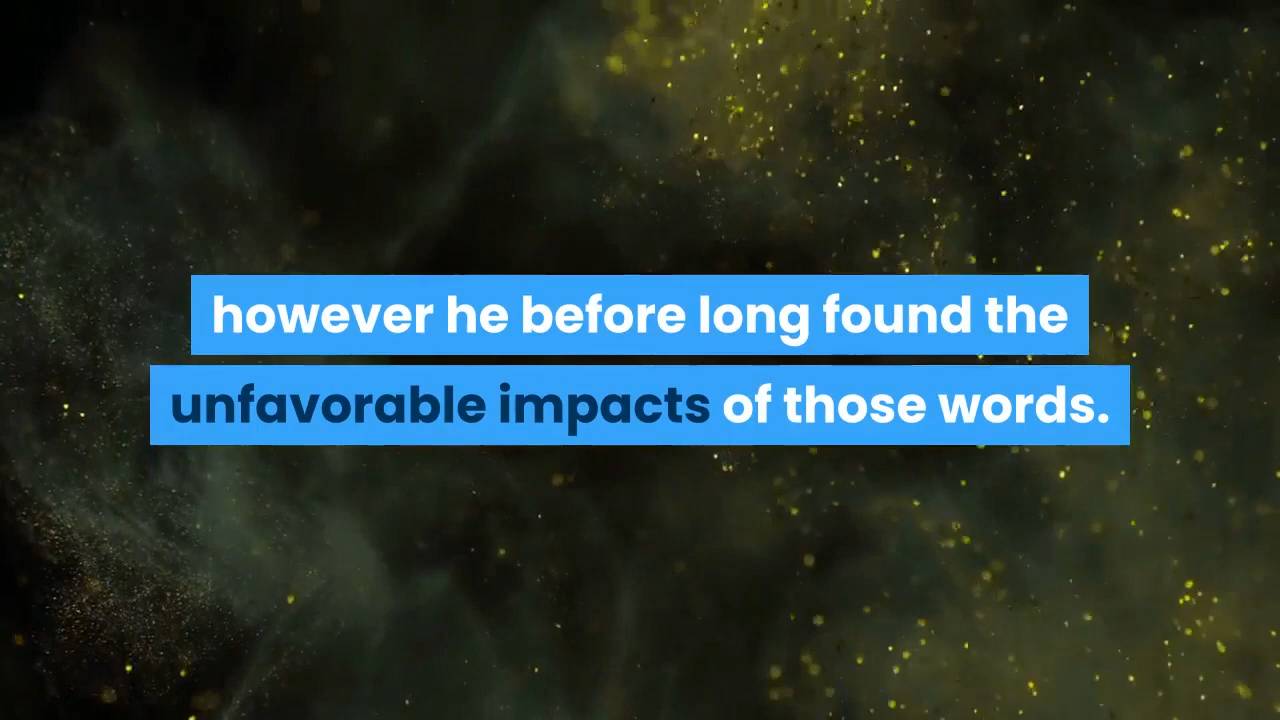 however he before long found the
unfavorable impacts of those words.